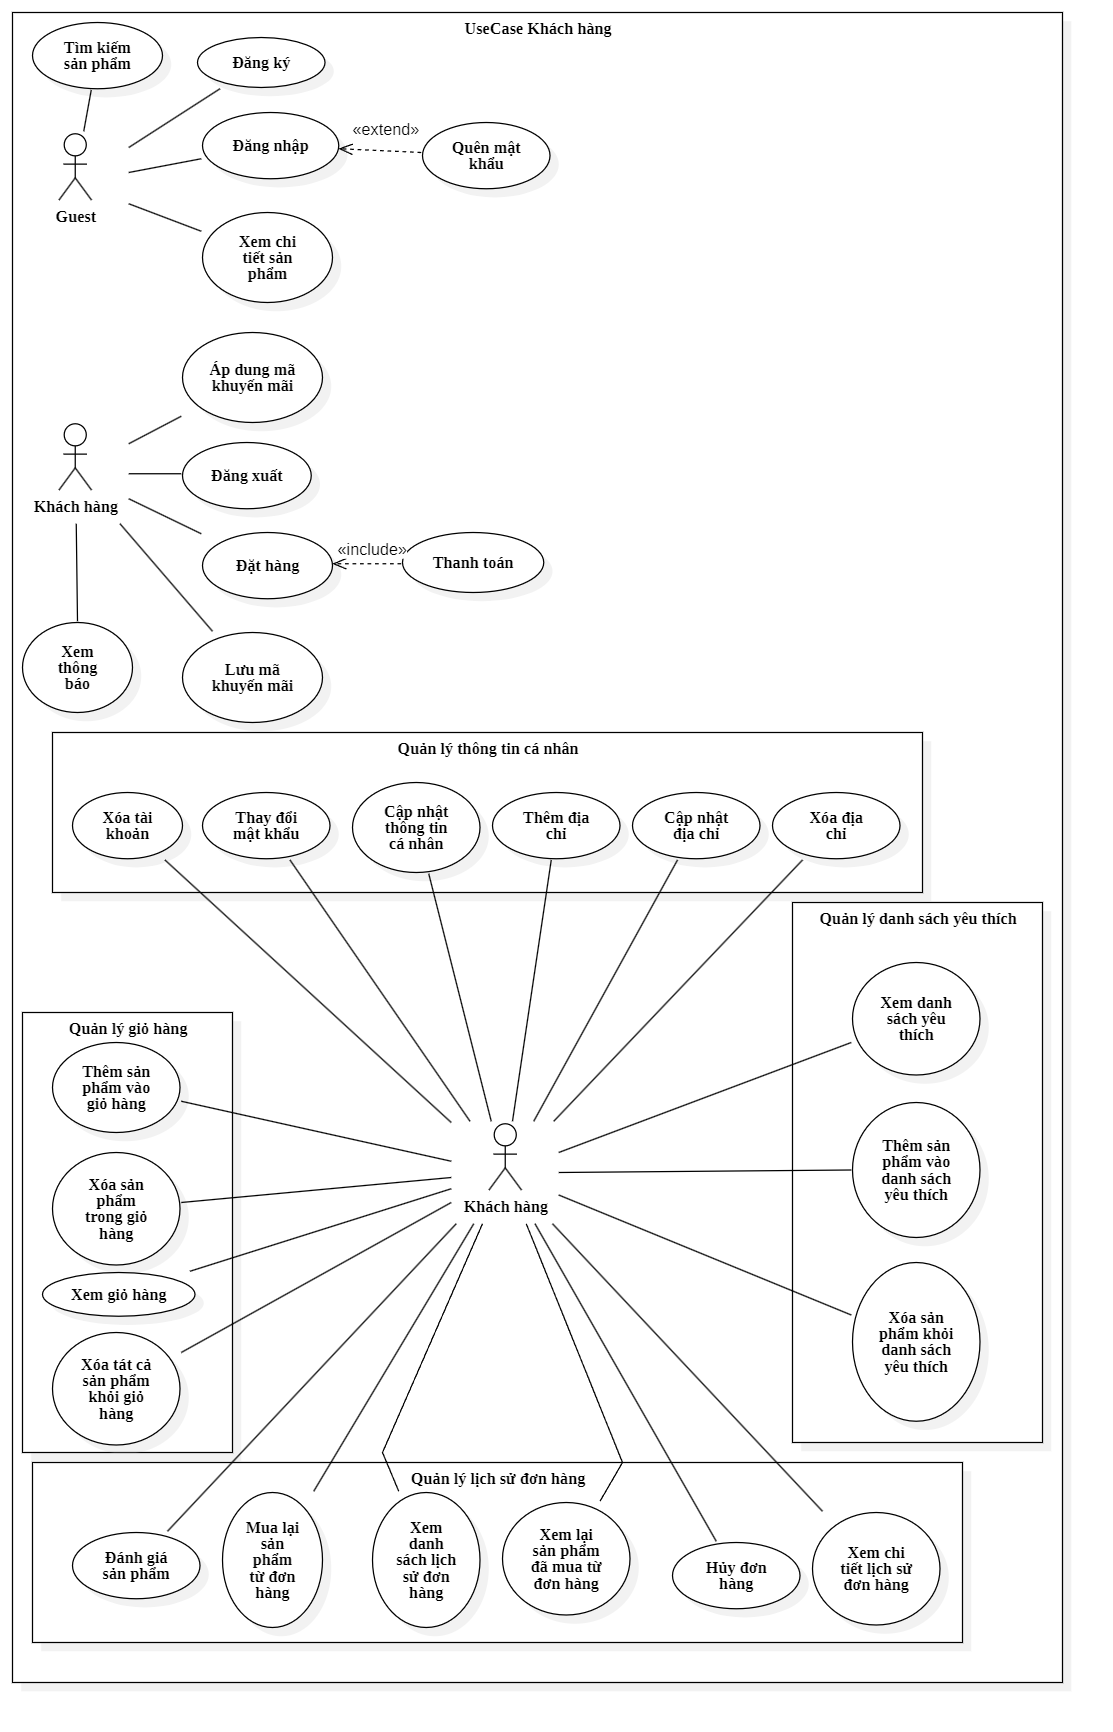 UseCase Khách hàng
Tìm kiếm
sản phẩm
Đăng ký
Đăng nhập
«extend»
Quên mật
khẩu
Guest
Xem chi
tiết sản
phẩm
Áp dung mã
khuyến mãi
Khách hàng
Đăng xuất
Đặt hàng
«include»
Thanh toán
Xem
thông
báo
Lưu mã
khuyến mãi
Quản lý thông tin cá nhân
Xóa tài
khoản
Thay đổi
mật khẩu
Cập nhật
thông tin
cá nhân
Thêm địa
chỉ
Cập nhật
địa chỉ
Xóa địa
chỉ
Quản lý danh sách yêu thích
Xem danh
sách yêu
thích
Thêm sản
phẩm vào
danh sách
yêu thích
Xóa sản
phẩm khỏi
danh sách
yêu thích
Quản lý giỏ hàng
Thêm sản
phẩm vào
giỏ hàng
Xóa sản
phẩm
trong giỏ
hàng
Xem giỏ hàng
Xóa tát cả
sản phẩm
khỏi giỏ
hàng
Khách hàng
Quản lý lịch sử đơn hàng
Đánh giá
sản phẩm
Mua lại
sản
phẩm
từ đơn
hàng
Xem
danh
sách lịch
sử đơn
hàng
Xem lại
sản phẩm
đã mua từ
đơn hàng
Hủy đơn
hàng
Xem chi
tiết lịch sử
đơn hàng